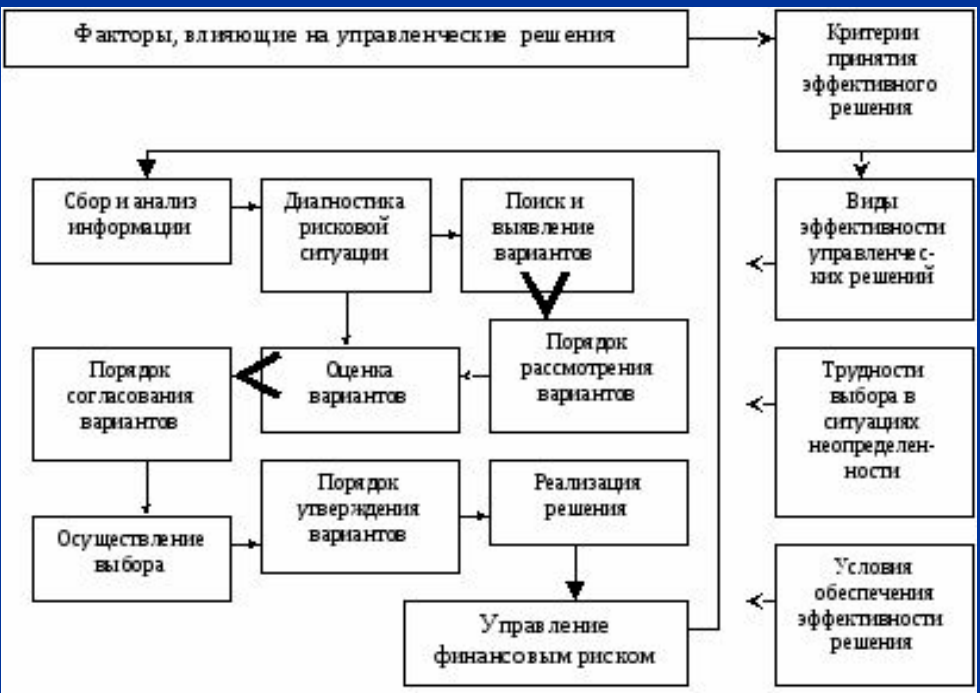 Факторы, влияющие на управленческие решения
Критерии
принятия
эффективного
решения
Сбор и анализ
информации
Диагностика
рисковой
ситуации
Поиск и
выявление
вариантов
Виды
эффективности
управленчес-
ких решений
Порядок
согласования
вариантов
Оценка
вариантов
Порядок
рассмотрения
вариантов
Трудности
выбора в
ситуациях
неопределен-
ности
Осуществление
выбора
Порядок
утверждения
вариантов
Реализация
решения
Условия
обеспечения
эффективности
решения
Управление
финансовым риском